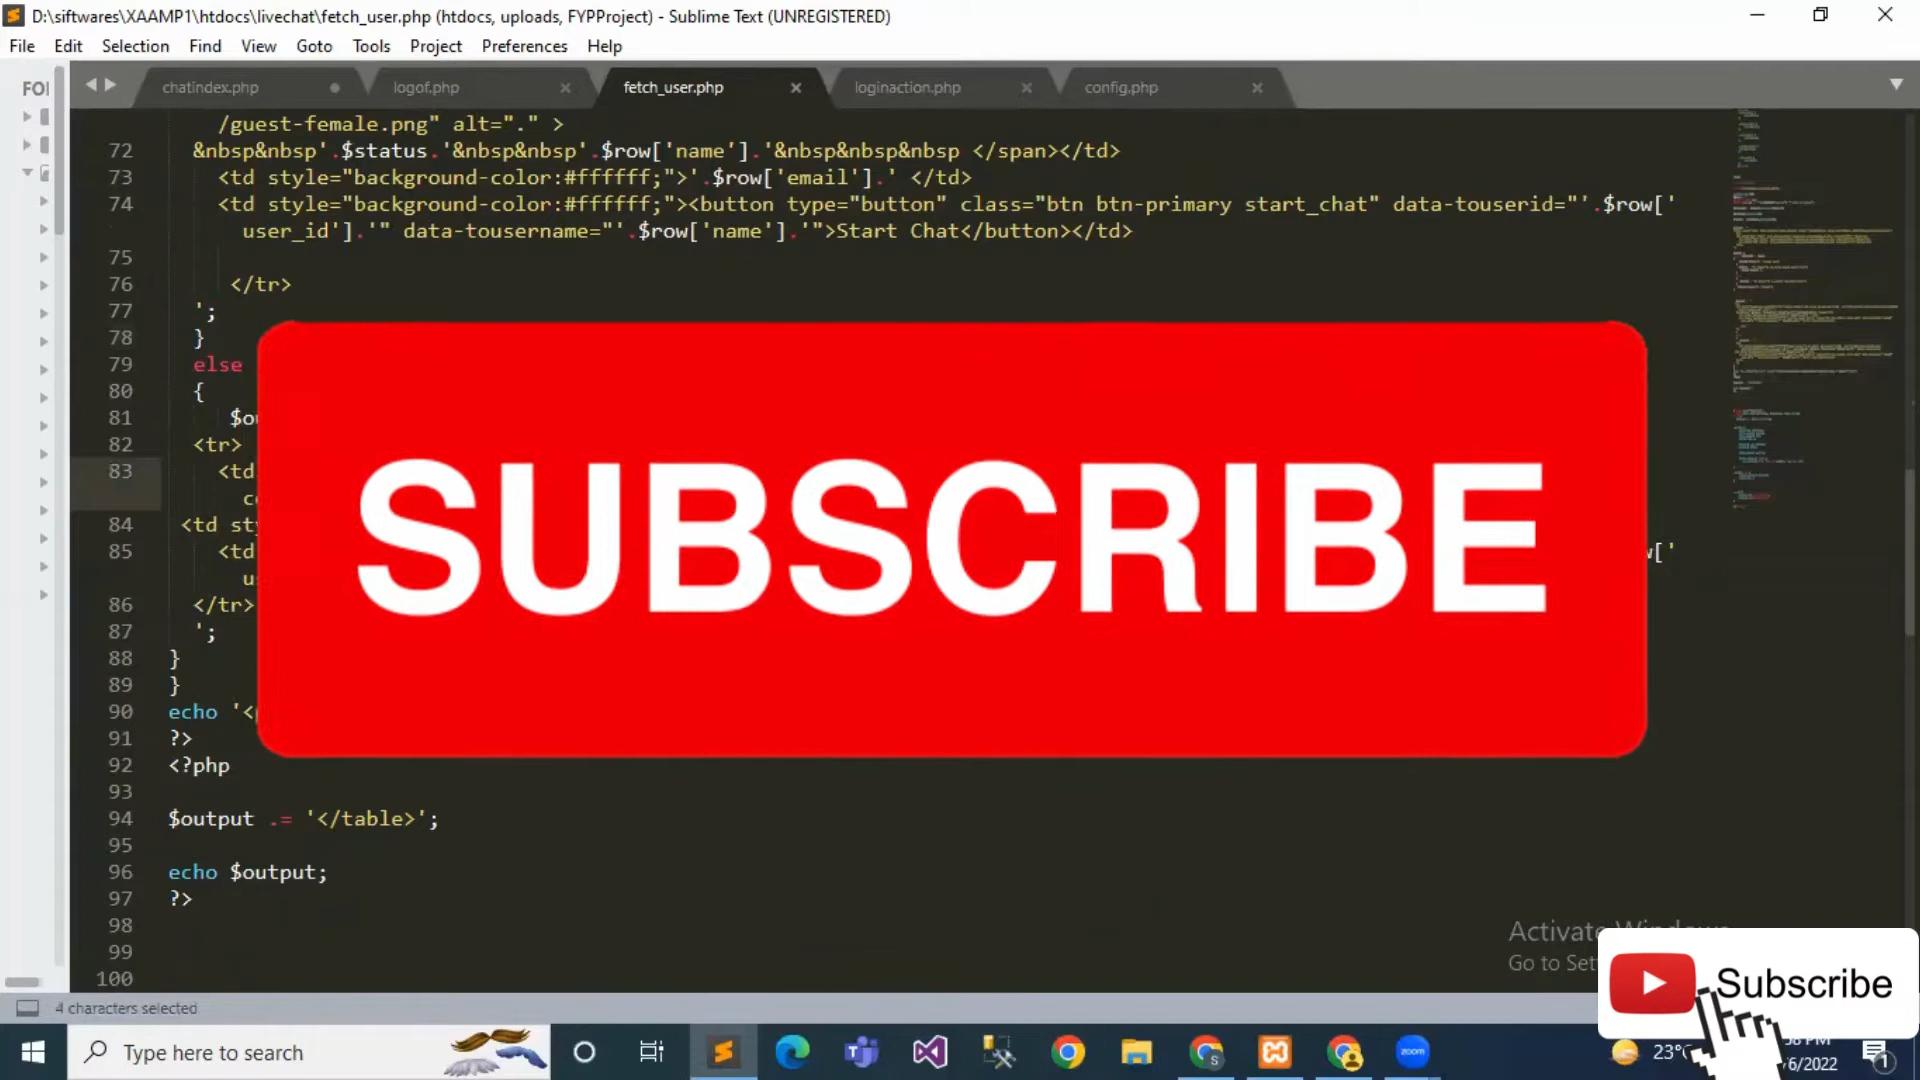 D:\siftwares\XAAMP1\htdocs\livechat\fetch_user.php (htdocs, uploads, FYPProject) - Sublime Text (UNREGISTERED)
File Edit Selection Find View Goto Tools Project Preferences Help
chatindex.php logof.php fetch_user.php loginaction.php config.php
/guest-female.png" alt="." >
72 &nbsp&nbsp'.$status.'&nbsp&nbsp'.$row['name'].'&nbsp&nbsp&nbsp </span></td>
73 <td style="background-color:#ffffff;">'.$row['email'].' </td>
74 <td style="background-color:#ffffff;"><button type="button" class="btn btn-primary start_chat" data-touserid="'.$row['
user_id'].'" data-tousername="'.$row['name'].'">Start Chat</button></td>
75
76 </tr>
77 ';
78 }
79 else
80 {
81
82 <tr>
83 <td
84 <td
85 <td
86 </tr>
87 ';
88 }
89 }
90 echo '<
91 ?>
92 <?php
93
94 $output .= '</table>';
95
96 echo $output;
97 ?>
98
99
100
SUBSCRIBE
Activate Windows
Go to
Subscribe
4 characters selected
Type here to search
zoom
23°
1